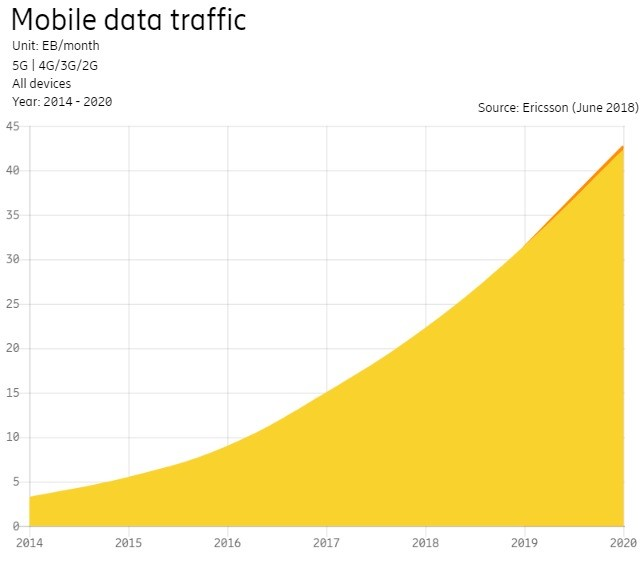 Mobile data traffic
Unit: EB/month
5G | 4G/3G/2G
All devices
Year: 2014 - 2020
Source: Ericsson (June 2018)
45
40
35
30
25
20
15
10
5
0
2014 2015 2016 2017 2018 2019 2020